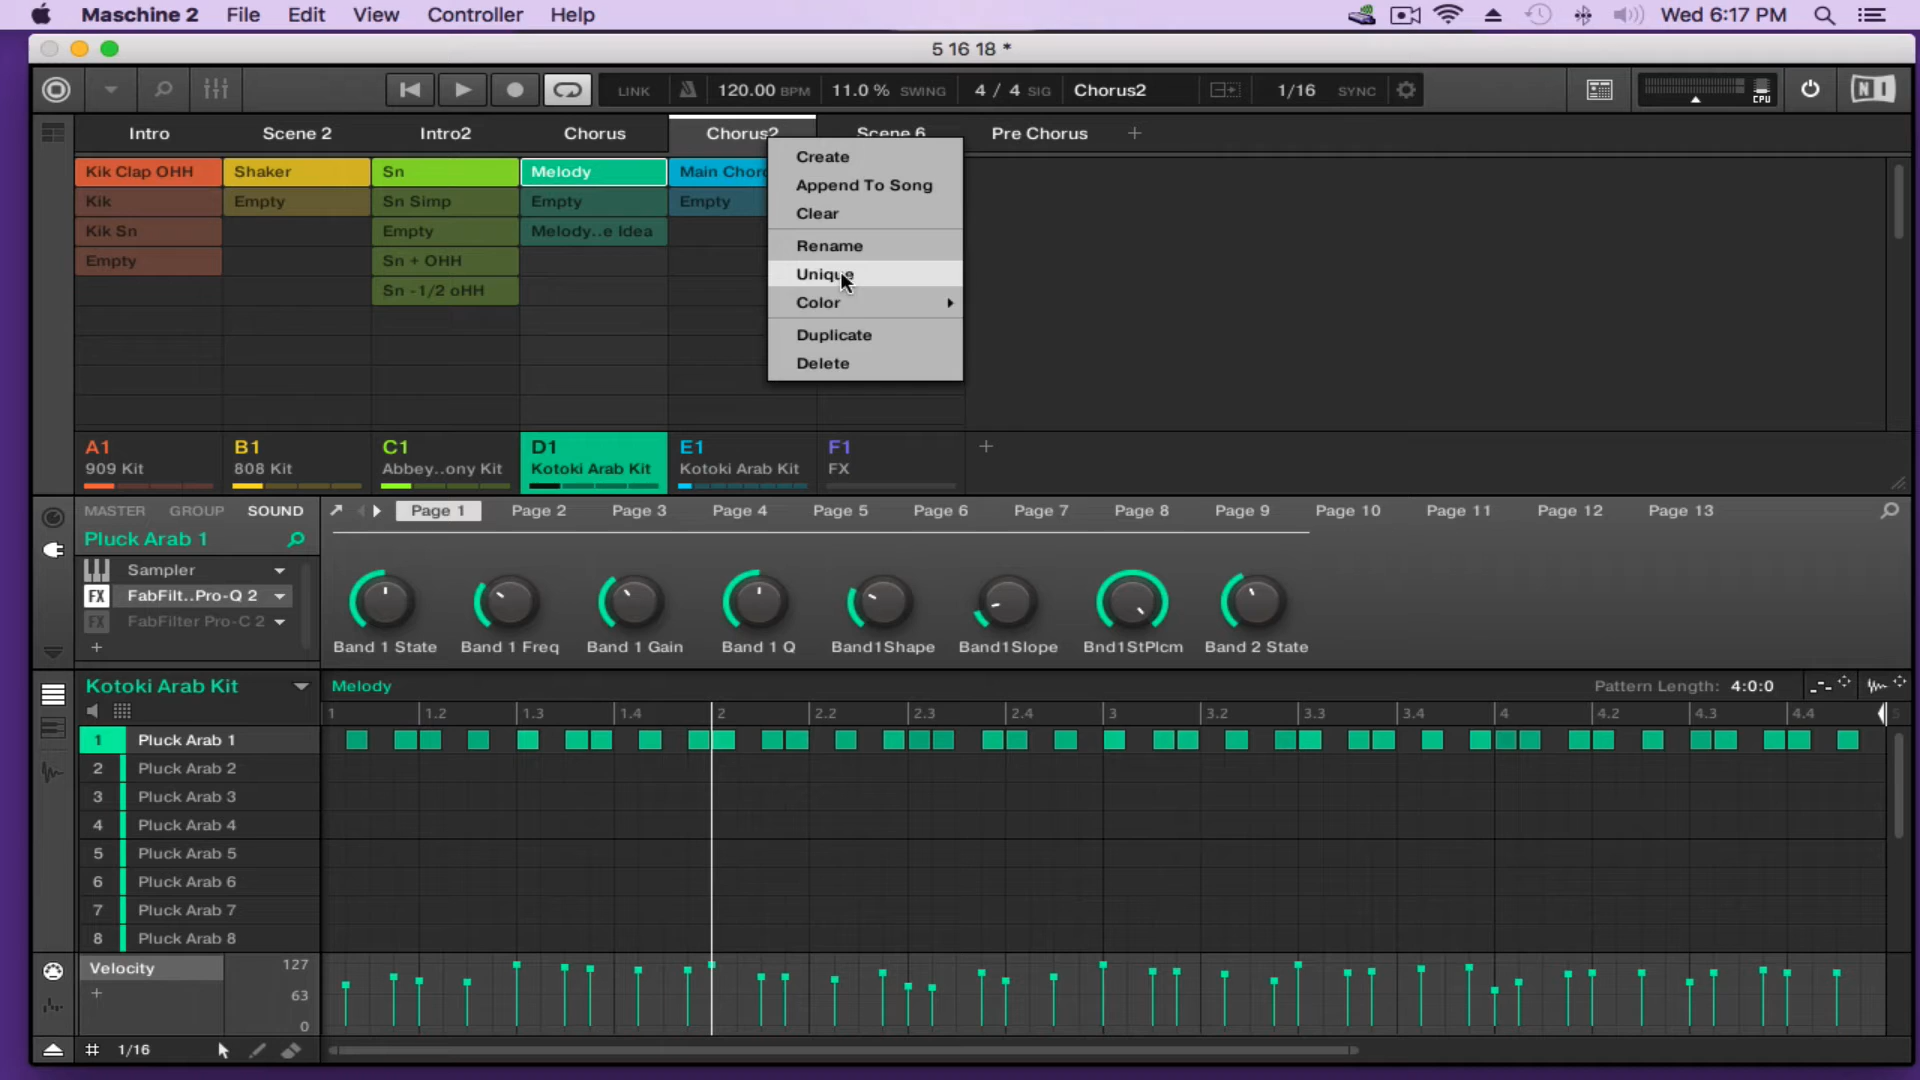 Maschine 2 File Edit View Controller Help Wed 6:17 PM
5 16 18 *
LINK 120.00 BPM 11.0 % SWING 4 / 4 SIG Chorus2 1/16 SYNC CPU NI
Intro Scene 2 Intro2 Chorus Chorus2 Scene 6 Pre Chorus +
Kik Clap OHH Shaker Sn Melody Main Chor
Kik Empty Sn Simp Empty Empty
Kik Sn Empty Melody..e Idea
Empty Sn + OHH
Sn -1/2 oHH
Create
Append To Song
Clear
Rename
Unique
Color
Duplicate
Delete
A1 B1 C1 D1 E1 F1 +
909 Kit 808 Kit Abbey..ony Kit Kotoki Arab Kit Kotoki Arab Kit FX
MASTER GROUP SOUND Page 1 Page 2 Page 3 Page 4 Page 5 Page 6 Page 7 Page 8 Page 9 Page 10 Page 11 Page 12 Page 13
Pluck Arab 1
Sampler
FX FabFilt..Pro-Q 2
FX FabFilter Pro-C 2
+
Band 1 State Band 1 Freq Band 1 Gain Band 1 Q Band1Shape Band1Slope Bnd1StPlcm Band 2 State
Kotoki Arab Kit Melody Pattern Length: 4:0:0
1 1.2 1.3 1.4 2 2.2 2.3 2.4 3 3.2 3.3 3.4 4 4.2 4.3 4.4 5
1 Pluck Arab 1
2 Pluck Arab 2
3 Pluck Arab 3
4 Pluck Arab 4
5 Pluck Arab 5
6 Pluck Arab 6
7 Pluck Arab 7
8 Pluck Arab 8
Velocity 127
+ 63
0
# 1/16